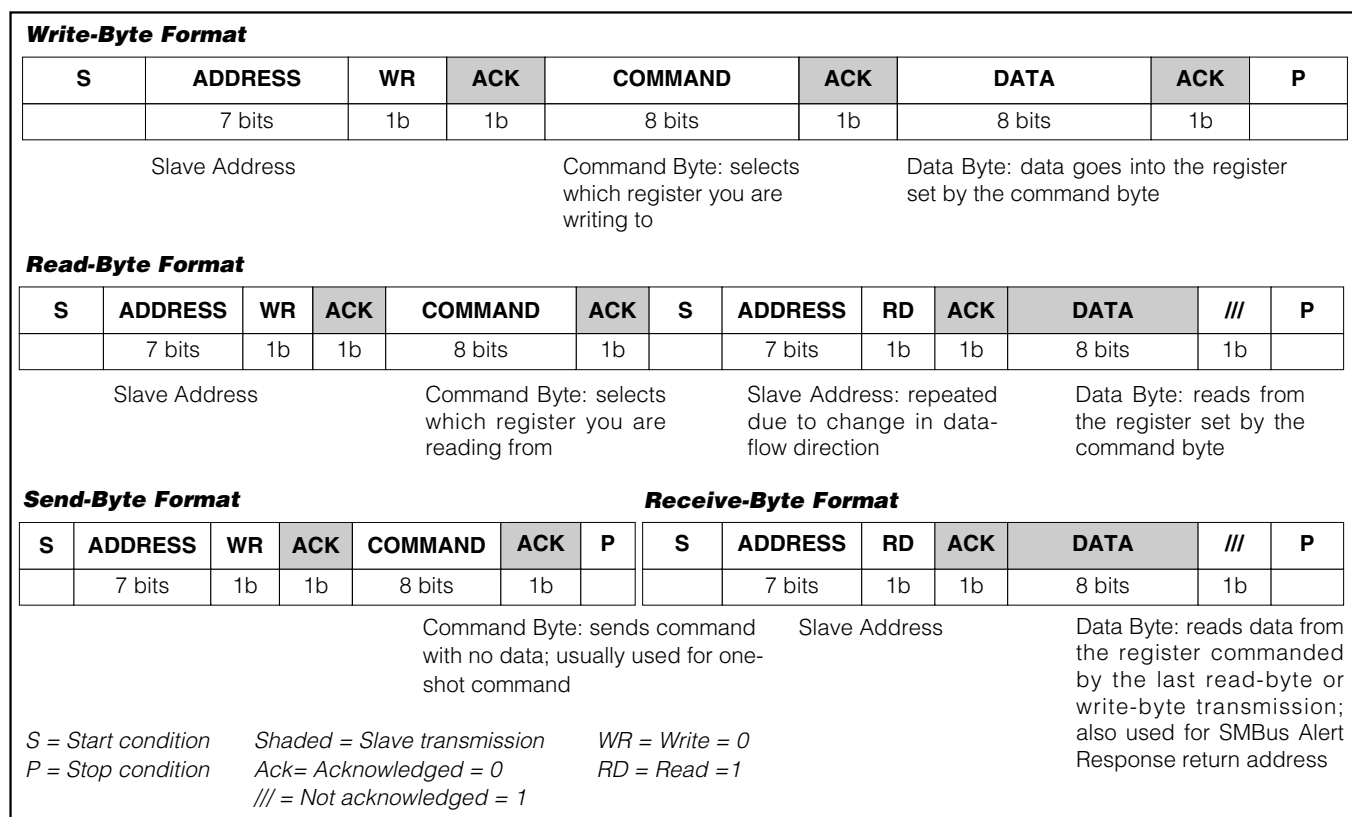 Write-Byte Format
S ADDRESS WR ACK COMMAND ACK DATA ACK P
7 bits 1b 1b 8 bits 1b 8 bits 1b
Slave Address
Command Byte: selects
which register you are
writing to
Data Byte: data goes into the register
set by the command byte
Read-Byte Format
S ADDRESS WR ACK COMMAND ACK S ADDRESS RD ACK DATA /// P
7 bits 1b 1b 8 bits 1b 7 bits 1b 1b 8 bits 1b
Slave Address
Command Byte: selects
which register you are
reading from
Slave Address: repeated
due to change in data-
flow direction
Data Byte: reads from
the register set by the
command byte
Send-Byte Format
S ADDRESS WR ACK COMMAND ACK P
7 bits 1b 1b 8 bits 1b
Command Byte: sends command
with no data; usually used for one-
shot command
Receive-Byte Format
S ADDRESS RD ACK DATA /// P
7 bits 1b 1b 8 bits 1b
Slave Address
Data Byte: reads data from
the register commanded
by the last read-byte or
write-byte transmission;
also used for SMBus Alert
Response return address
S = Start condition Shaded = Slave transmission WR = Write = 0
P = Stop condition Ack= Acknowledged = 0 RD = Read =1
/// = Not acknowledged = 1